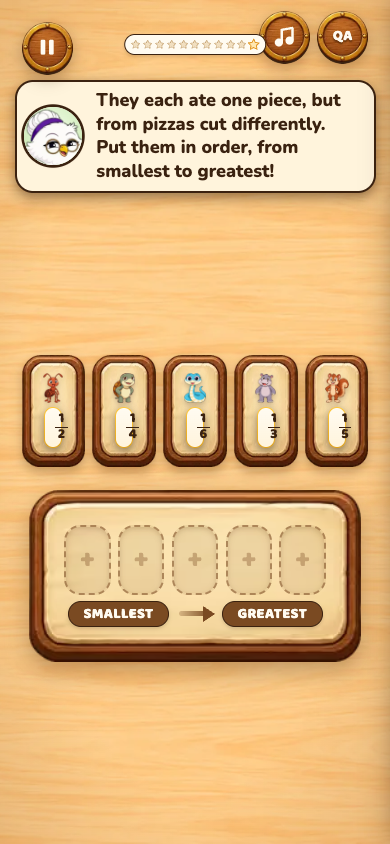 QA
They each ate one piece, but
from pizzas cut differently.
Put them in order, from
smallest to greatest!
1/2 1/4 1/6 1/3 1/5
SMALLEST GREATEST